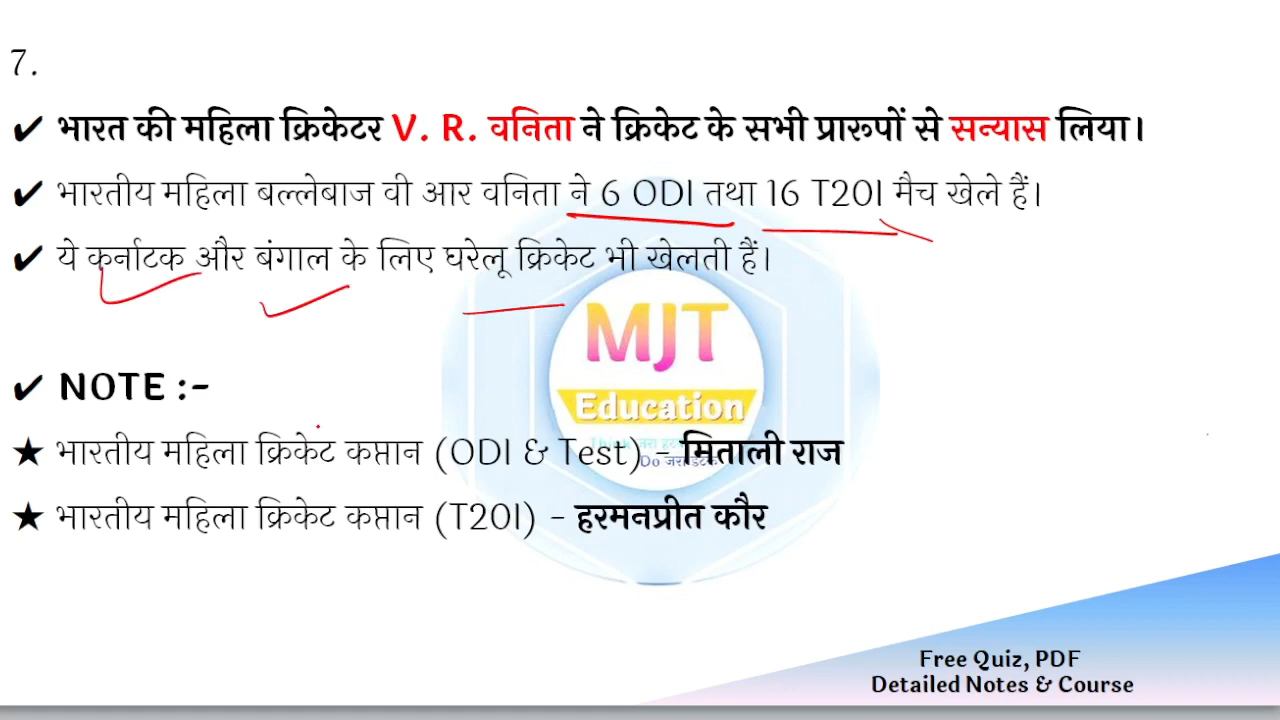 7.
✔ भारत की महिला क्रिकेटर V. R. वनिता ने क्रिकेट के सभी प्रारूपों से सन्यास लिया।
✔ भारतीय महिला बल्लेबाज वी आर वनिता ने 6 ODI तथा 16 T20I मैच खेले हैं।
✔ ये कर्नाटक और बंगाल के लिए घरेलू क्रिकेट भी खेलती हैं।
MJT
Education
✔ NOTE :-
★ भारतीय महिला क्रिकेट कप्तान (ODI & Test) - मिताली राज
★ भारतीय महिला क्रिकेट कप्तान (T20I) - हरमनप्रीत कौर
Free Quiz, PDF
Detailed Notes & Course